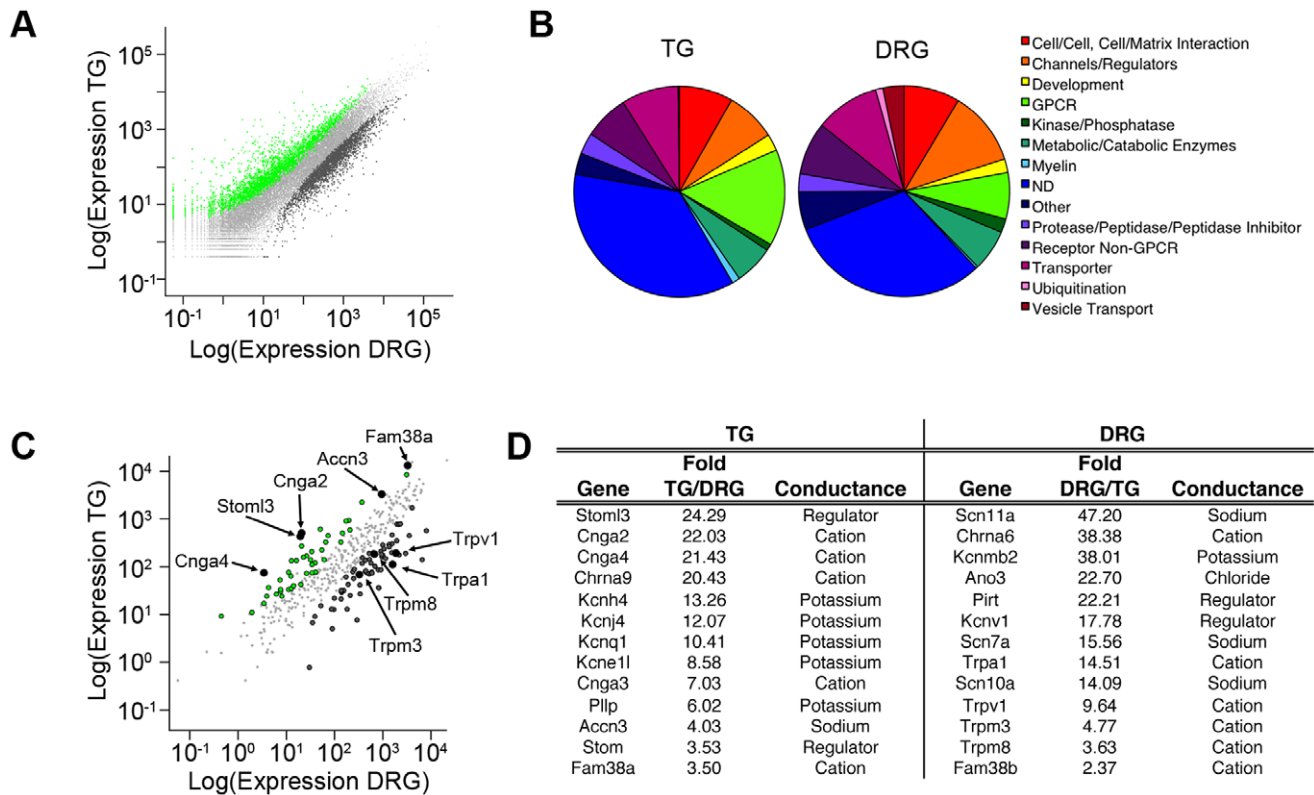 A
Log(Expression TG)
10^5
10^3
10^1
10^-1
10^-1 10^1 10^3 10^5
Log(Expression DRG)
B
TG DRG
Cell/Cell, Cell/Matrix Interaction
Channels/Regulators
Development
GPCR
Kinase/Phosphatase
Metabolic/Catabolic Enzymes
Myelin
ND
Other
Protease/Peptidase/Peptidase Inhibitor
Receptor Non-GPCR
Transporter
Ubiquitination
Vesicle Transport
C
Log(Expression TG)
10^4
10^3
10^2
10^1
10^0
10^-1
Fam38a
Accn3
Cnga2
Stoml3
Cnga4
Trpv1
Trpa1
Trpm8
Trpm3
10^-1 10^0 10^1 10^2 10^3 10^4
Log(Expression DRG)
D
TG DRG
Fold Fold
Gene TG/DRG Conductance Gene DRG/TG Conductance
Stoml3 24.29 Regulator Scn11a 47.20 Sodium
Cnga2 22.03 Cation Chrna6 38.38 Cation
Cnga4 21.43 Cation Kcnmb2 38.01 Potassium
Chrna9 20.43 Cation Ano3 22.70 Chloride
Kcnh4 13.26 Potassium Pirt 22.21 Regulator
Kcnj4 12.07 Potassium Kcnv1 17.78 Regulator
Kcnq1 10.41 Potassium Scn7a 15.56 Sodium
Kcne1l 8.58 Potassium Trpa1 14.51 Cation
Cnga3 7.03 Cation Scn10a 14.09 Sodium
Pllp 6.02 Potassium Trpv1 9.64 Cation
Accn3 4.03 Sodium Trpm3 4.77 Cation
Stom 3.53 Regulator Trpm8 3.63 Cation
Fam38a 3.50 Cation Fam38b 2.37 Cation